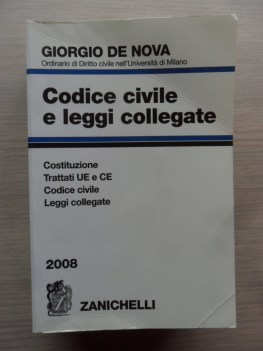 GIORGIO DE NOVA
Ordinario di Diritto civile nell'Università di Milano
Codice civile
e leggi collegate
Costituzione
Trattati UE e CE
Codice civile
Leggi collegate
2008
ZANICHELLI